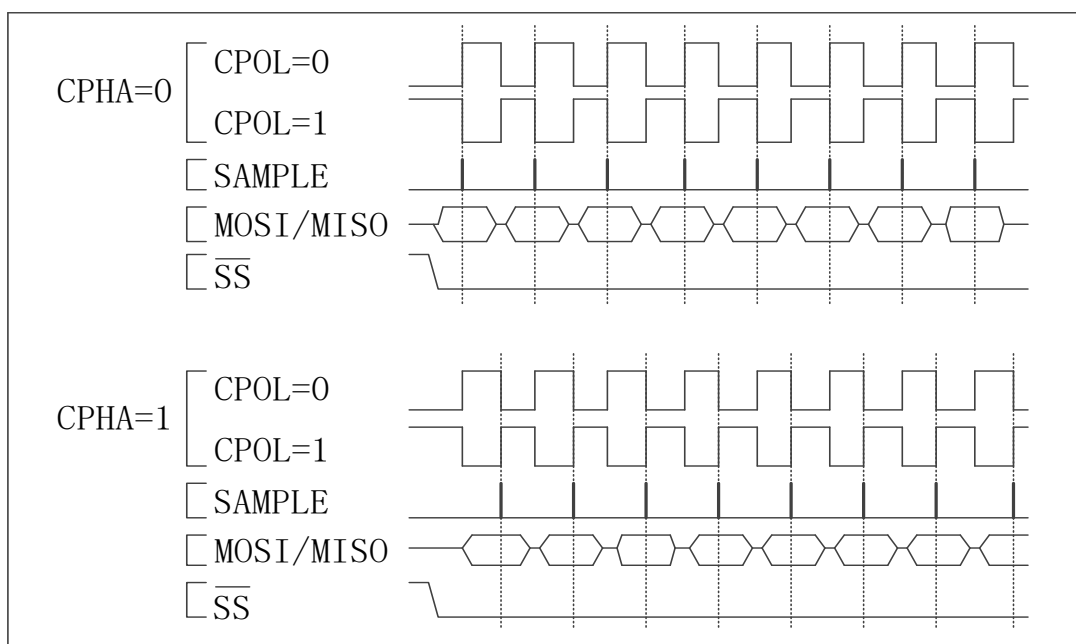 CPOL=0
CPHA=0
CPOL=1
SAMPLE
MOSI/MISO
SS
CPOL=0
CPHA=1
CPOL=1
SAMPLE
MOSI/MISO
SS